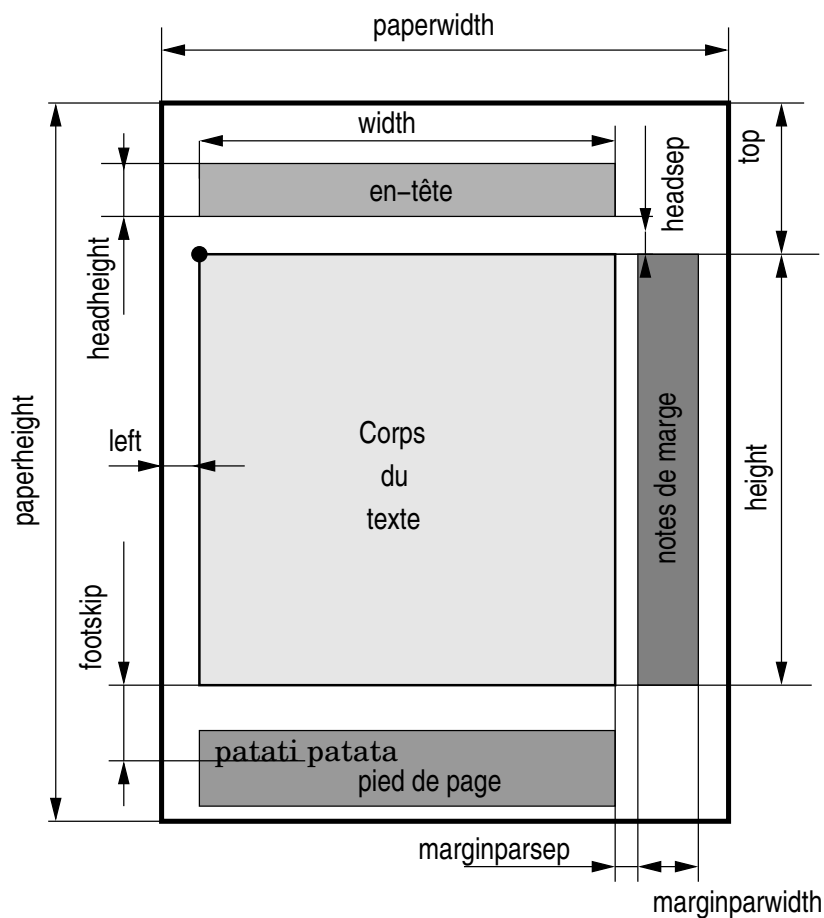 paperwidth
width
top
headsep
en–tête
headheight
paperheight
left
Corps
du
texte
notes de marge
height
footskip
patati patata
pied de page
marginparsep
marginparwidth